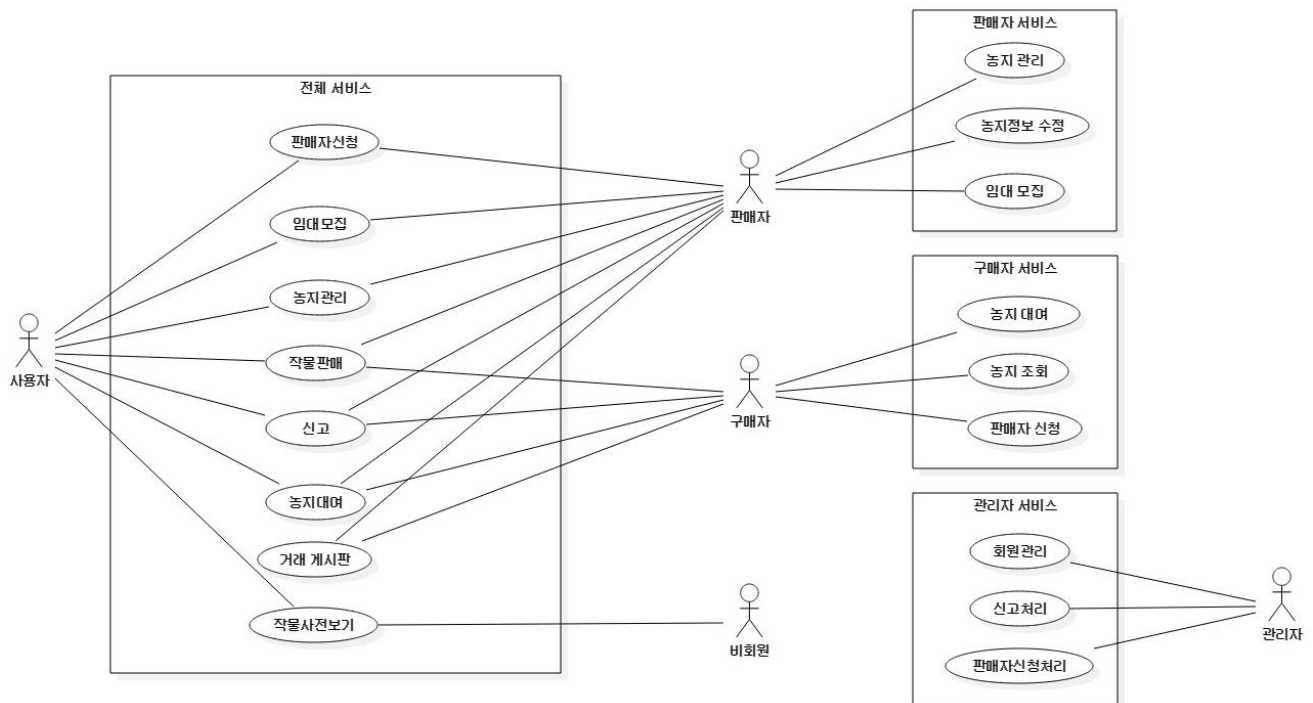 전체 서비스
판매자신청
임대모집
농지관리
작물판매
신고
농지대여
거래 게시판
작물사전보기
사용자
판매자
구매자
비회원
판매자 서비스
농지 관리
농지정보 수정
임대 모집
구매자 서비스
농지 대여
농지 조회
판매자 신청
관리자 서비스
회원관리
신고처리
판매자신청처리
관리자